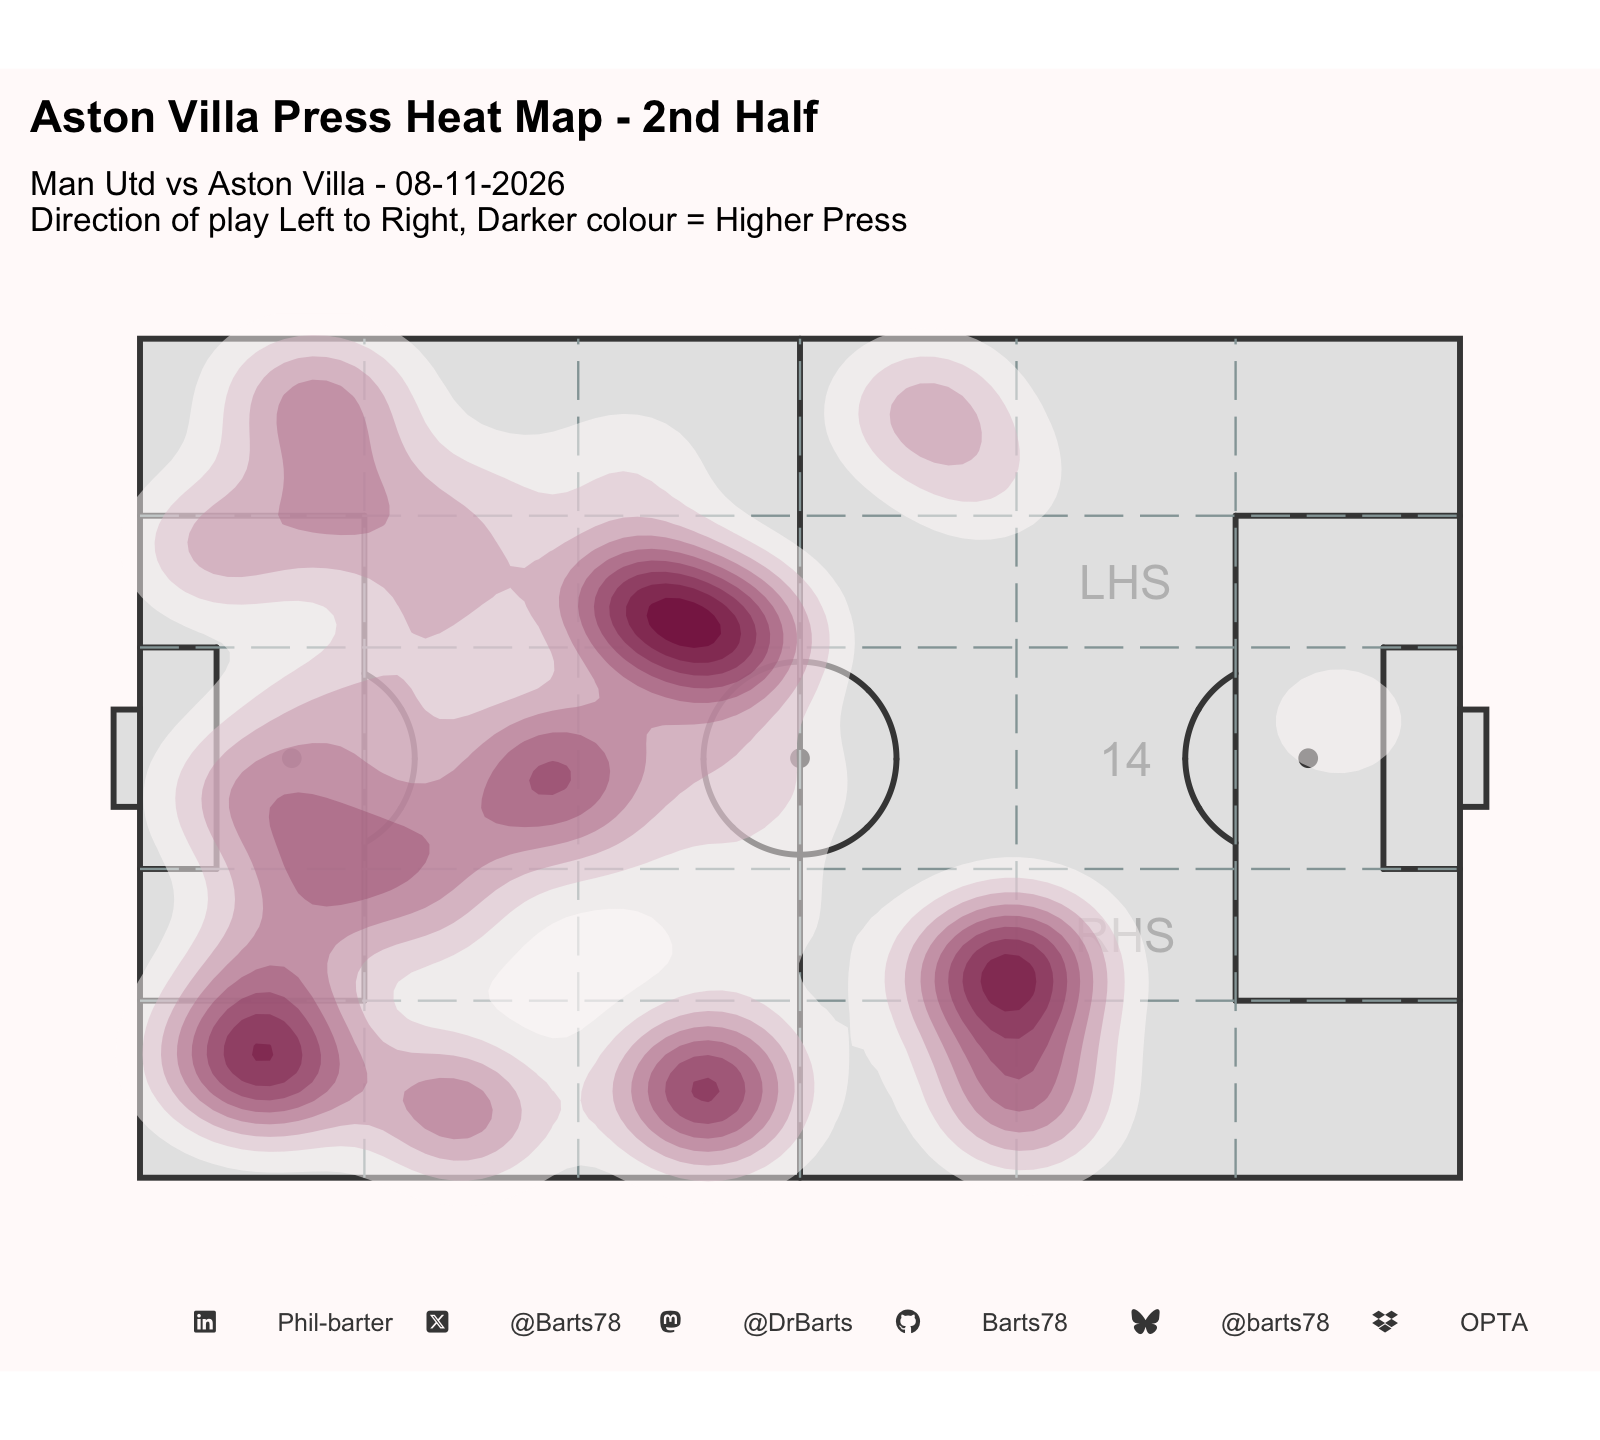 Aston Villa Press Heat Map - 2nd Half
Man Utd vs Aston Villa - 08-11-2026
Direction of play Left to Right, Darker colour = Higher Press
LHS
14
RHS
Phil-barter @Barts78 @DrBarts Barts78 @barts78 OPTA